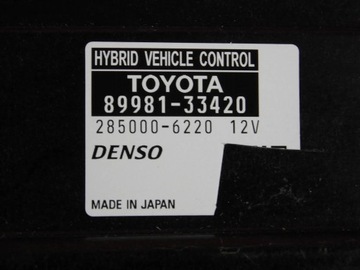 HYBRID VEHICLE CONTROL
TOYOTA
89981-33420
285000-6220 12V
DENSO
MADE IN JAPAN